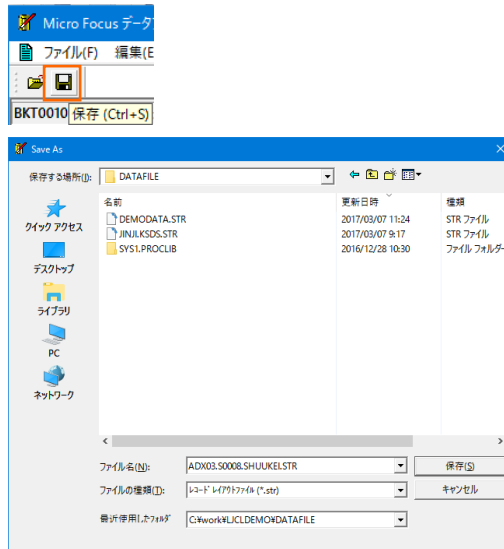 Micro Focus データ
ファイル(F) 編集(E
BKT0010 保存 (Ctrl+S)
Save As
保存する場所(I): DATAFILE
名前 更新日時 種類
DEMODATA.STR 2017/03/07 11:24 STR ファイル
JINJI.KSDS.STR 2017/03/07 9:17 STR ファイル
SYS1.PROCLIB 2016/12/28 10:30 ファイル フォルダー
クイック アクセス
デスクトップ
ライブラリ
PC
ネットワーク
ファイル名(N): ADX03.S0008.SHUUKEI.STR 保存(S)
ファイルの種類(T): レコード レイアウトファイル (*.str) キャンセル
最近使用したフォルダ C:¥work¥LJCLDEMO¥DATAFILE